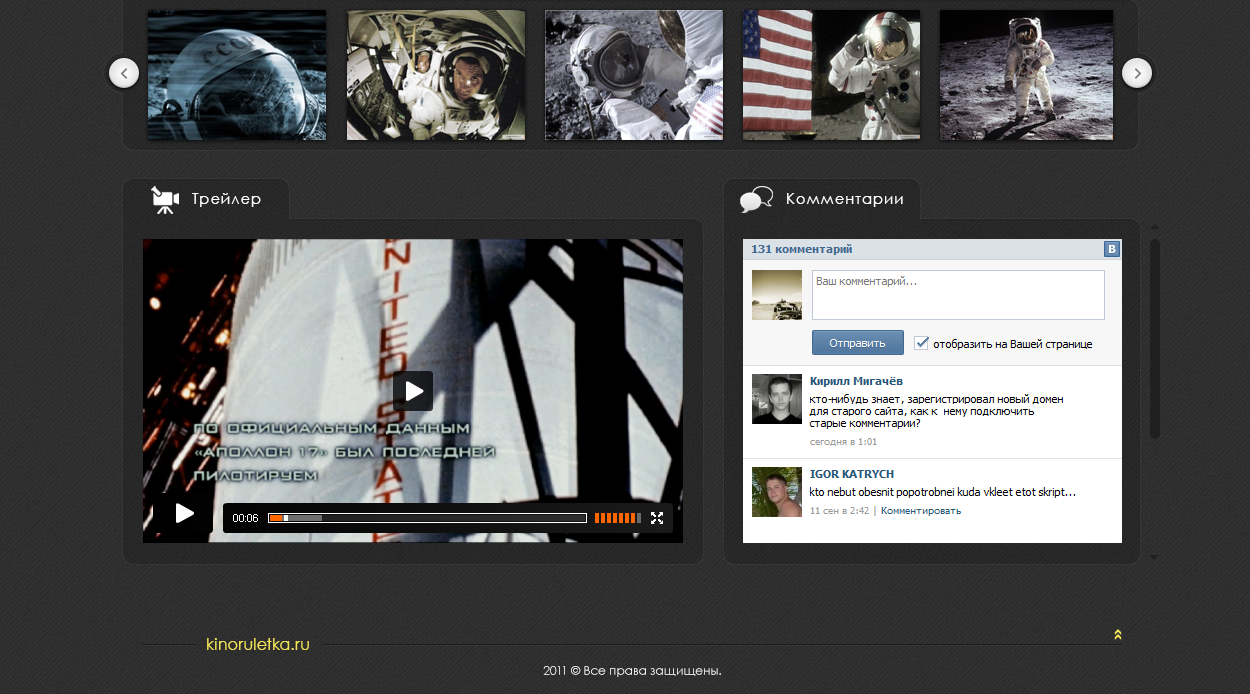 СССР
Трейлер
Комментарии
UNITED STATE
ПО ОФИЦИАЛЬНЫМ ДАННЫМ
«АПОЛЛОН 17» БЫЛ ПОСЛЕДНЕЙ
ПИЛОТИРУЕМ
00:06
131 комментарий
B
Ваш комментарий...
Отправить
отобразить на Вашей странице
Кирилл Мигачёв
кто-нибудь знает, зарегистрировал новый домен
для старого сайта, как к нему подключить
старые комментарии?
сегодня в 1:01
IGOR KATRYCH
kto nebut obesnit popotrobnei kuda vkleet etot skript...
11 сен в 2:42 | Комментировать
kinoruletka.ru
2011 © Все права защищены.